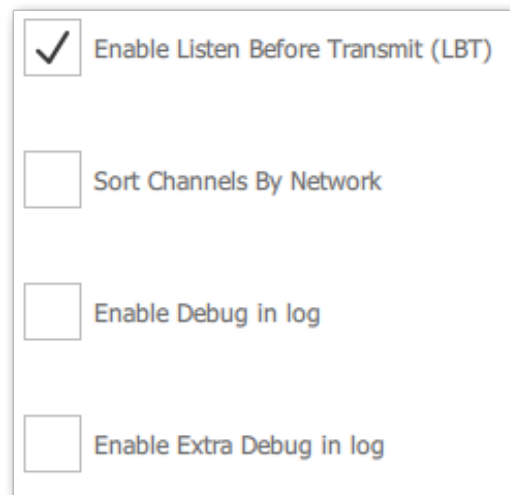 Enable Listen Before Transmit (LBT)
Sort Channels By Network
Enable Debug in log
Enable Extra Debug in log